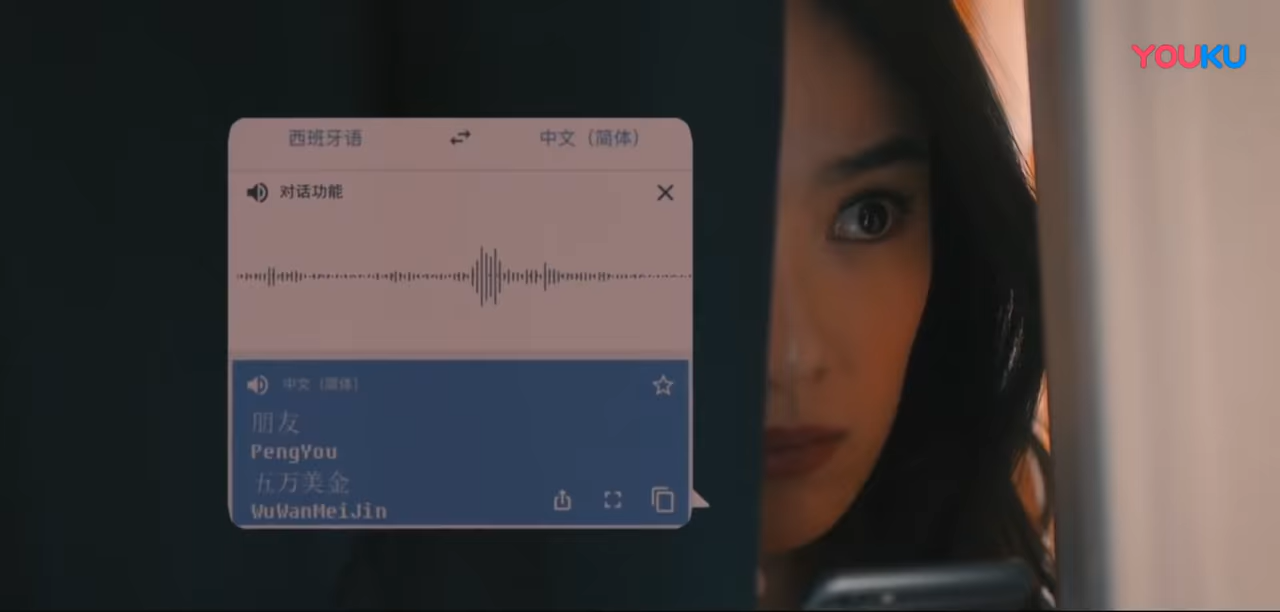 YOUKU
西班牙语 中文（简体）
对话功能
中文（简体）
朋友
PengYou
五万美金
WuWanMeiJin